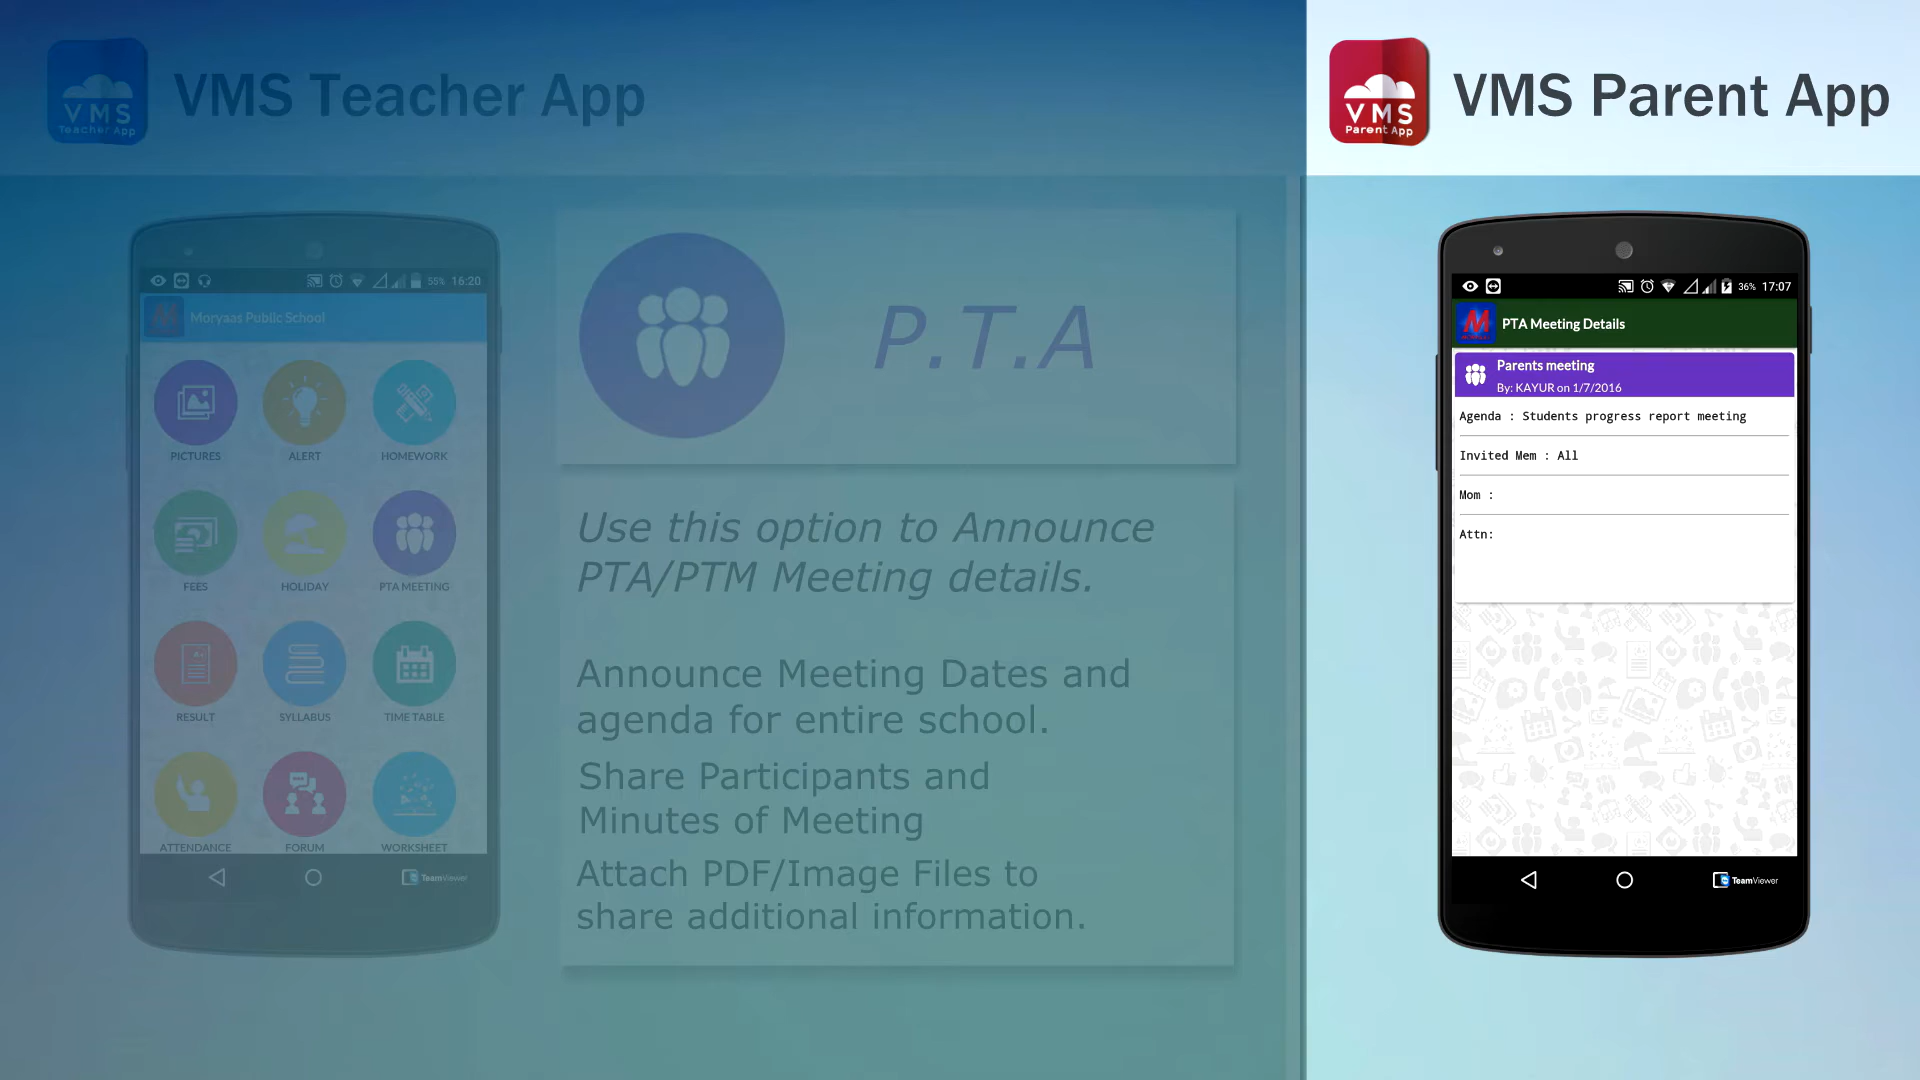 VMS
Teacher App
VMS Teacher App
VMS
Parent App
VMS Parent App
55% 16:20
Moryaas Public School
PICTURES
ALERT
HOMEWORK
FEES
HOLIDAY
PTA MEETING
RESULT
SYLLABUS
TIME TABLE
ATTENDANCE
FORUM
WORKSHEET
TeamViewer
P.T.A
Use this option to Announce
PTA/PTM Meeting details.
Announce Meeting Dates and
agenda for entire school.
Share Participants and
Minutes of Meeting
Attach PDF/Image Files to
share additional information.
36% 17:07
M
PTA Meeting Details
Parents meeting
By: KAYUR on 1/7/2016
Agenda : Students progress report meeting
Invited Mem : All
Mom :
Attn:
TeamViewer